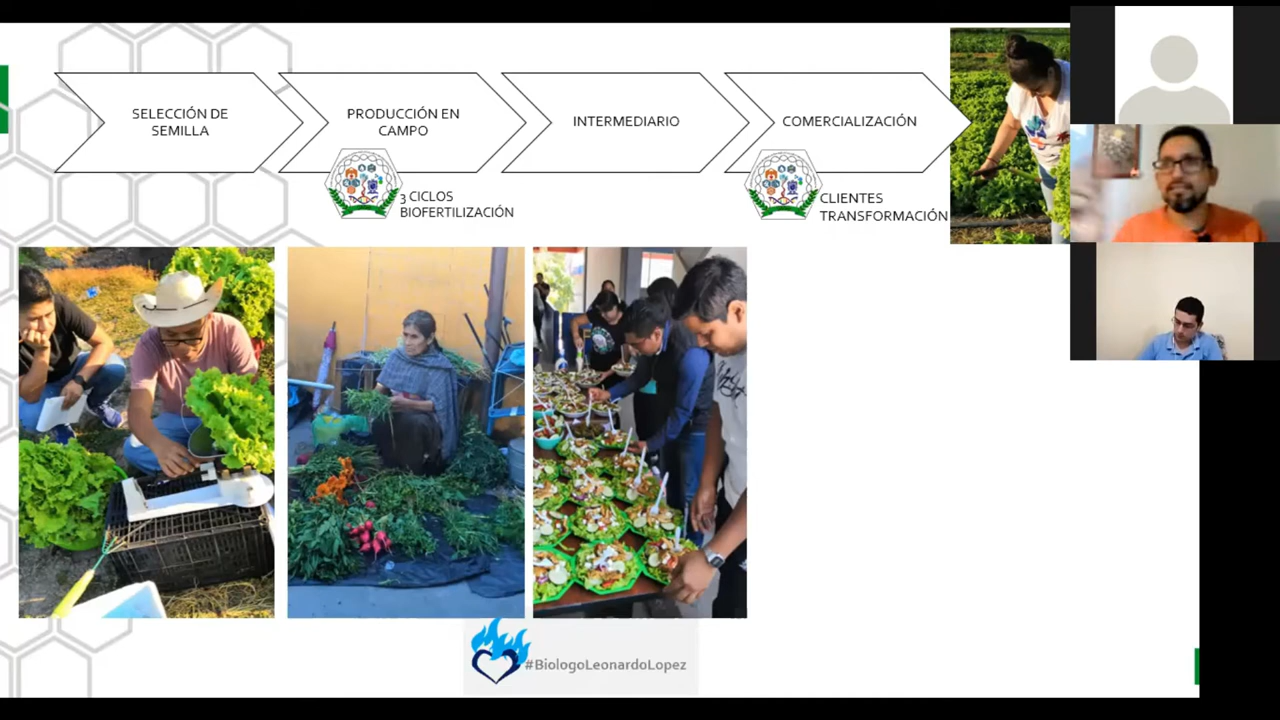 SELECCIÓN DE
SEMILLA
PRODUCCIÓN EN
CAMPO
INTERMEDIARIO
COMERCIALIZACIÓN
3 CICLOS
BIOFERTILIZACIÓN
CLIENTES
TRANSFORMACIÓN
#BiologoLeonardoLopez